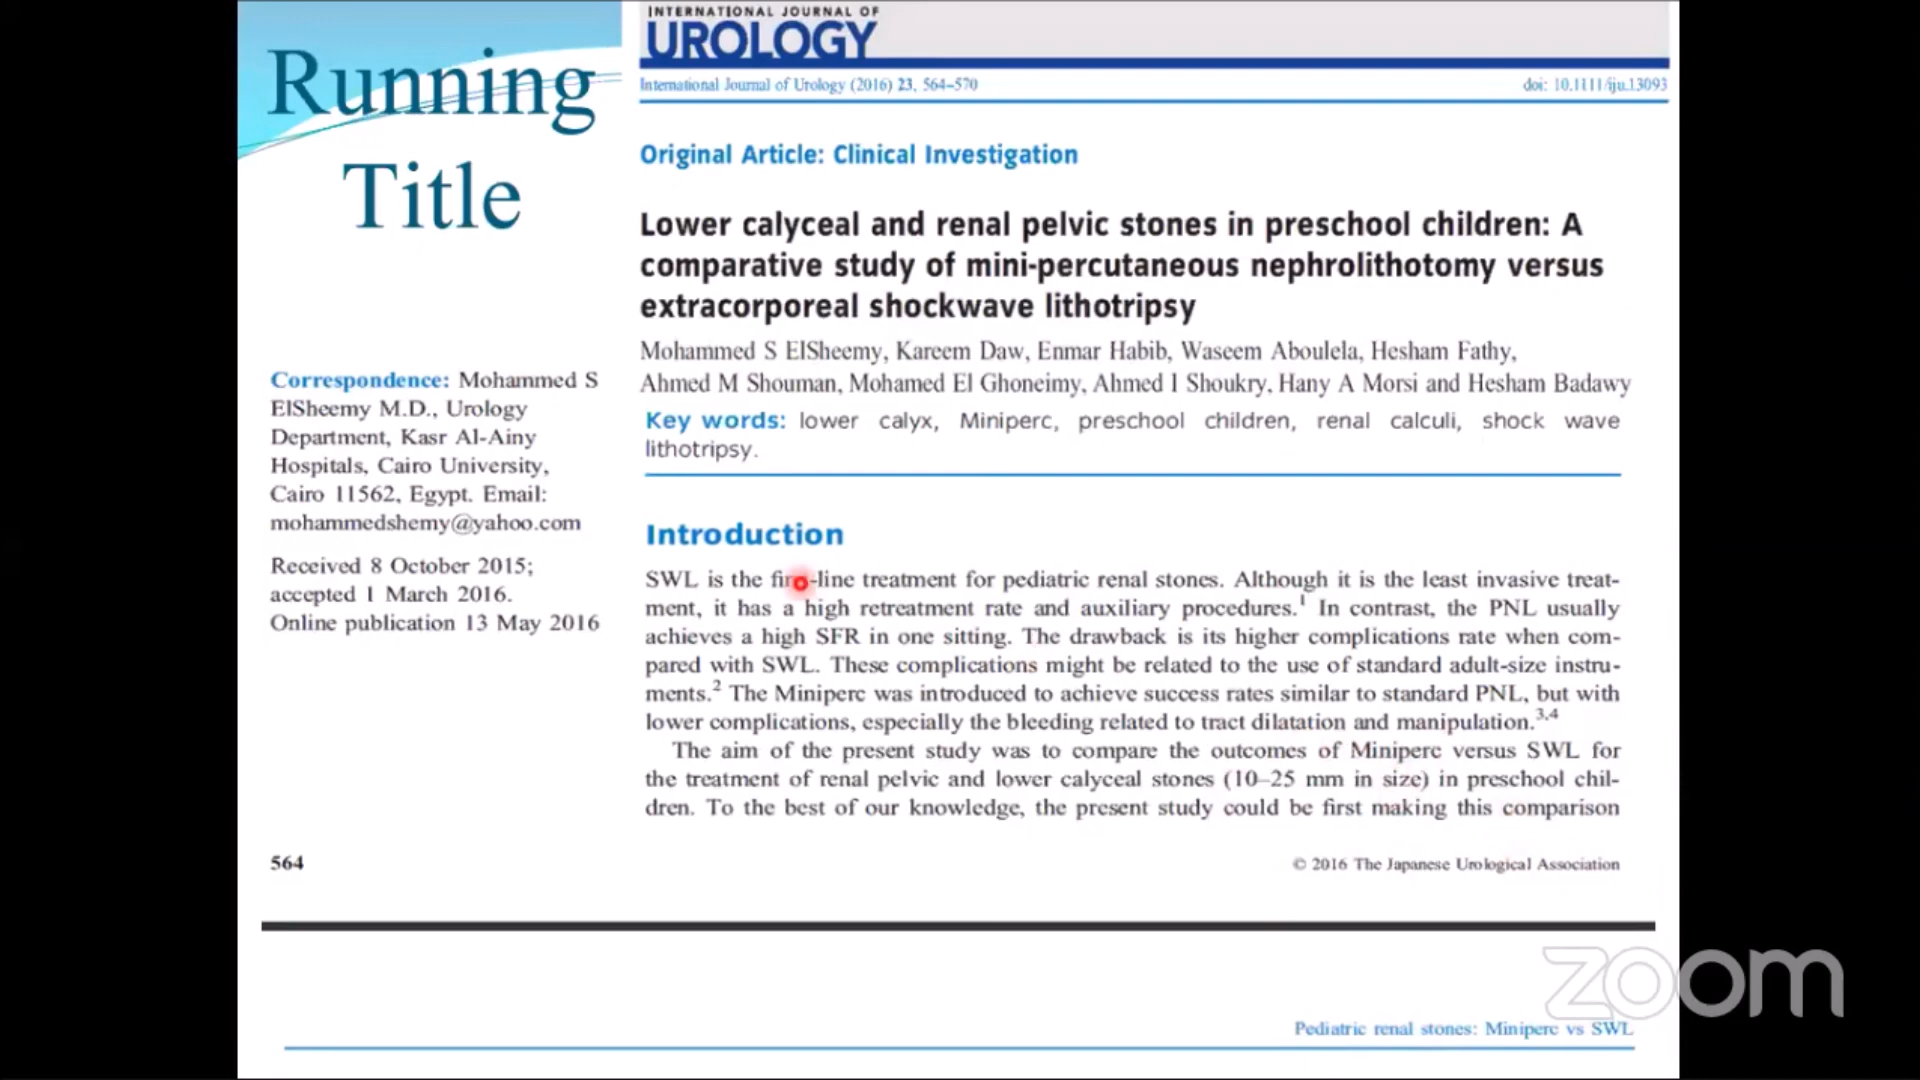 Running
Title
INTERNATIONAL JOURNAL OF
UROLOGY
International Journal of Urology (2016) 23, 564–570
doi: 10.1111/iju.13093
Original Article: Clinical Investigation
Lower calyceal and renal pelvic stones in preschool children: A
comparative study of mini-percutaneous nephrolithotomy versus
extracorporeal shockwave lithotripsy
Mohammed S ElSheemy, Kareem Daw, Enmar Habib, Waseem Aboulela, Hesham Fathy,
Ahmed M Shouman, Mohamed El Ghoneimy, Ahmed I Shoukry, Hany A Morsi and Hesham Badawy
Key words: lower calyx, Miniperc, preschool children, renal calculi, shock wave
lithotripsy.
Correspondence: Mohammed S
ElSheemy M.D., Urology
Department, Kasr Al-Ainy
Hospitals, Cairo University,
Cairo 11562, Egypt. Email:
mohammedshemy@yahoo.com
Received 8 October 2015;
accepted 1 March 2016.
Online publication 13 May 2016
Introduction
SWL is the -line treatment for pediatric renal stones. Although it is the least invasive treat-
ment, it has a high retreatment rate and auxiliary procedures.1 In contrast, the PNL usually
achieves a high SFR in one sitting. The drawback is its higher complications rate when com-
pared with SWL. These complications might be related to the use of standard adult-size instru-
ments.2 The Miniperc was introduced to achieve success rates similar to standard PNL, but with
lower complications, especially the bleeding related to tract dilatation and manipulation.3,4
The aim of the present study was to compare the outcomes of Miniperc versus SWL for
the treatment of renal pelvic and lower calyceal stones (10–25 mm in size) in preschool chil-
dren. To the best of our knowledge, the present study could be first making this comparison
564
© 2016 The Japanese Urological Association
zoom
Pediatric renal stones: Miniperc vs SWL